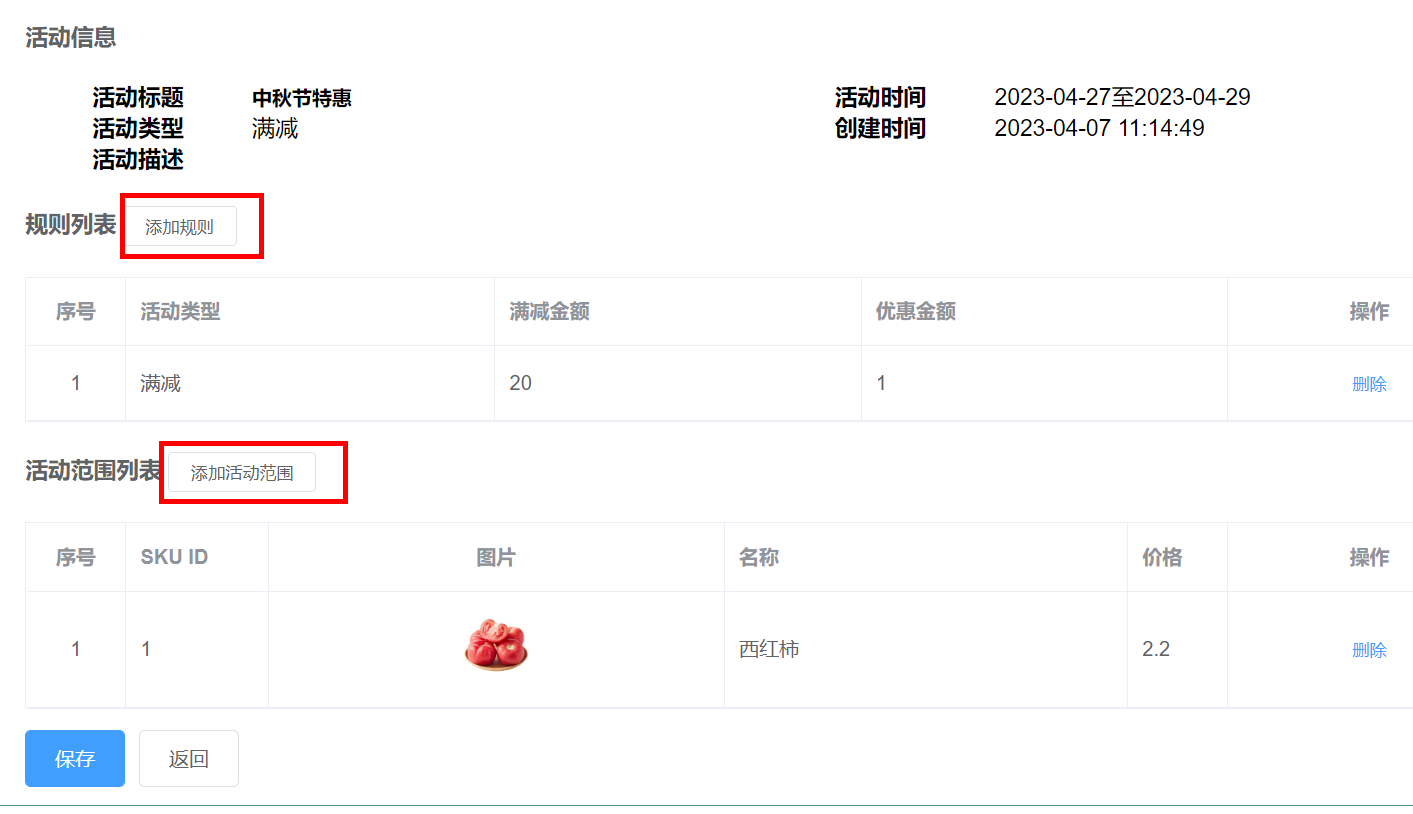 活动信息
活动标题 中秋节特惠 活动时间 2023-04-27至2023-04-29
活动类型 满减 创建时间 2023-04-07 11:14:49
活动描述
规则列表 添加规则
序号 活动类型 满减金额 优惠金额 操作
1 满减 20 1 删除
活动范围列表 添加活动范围
序号 SKU ID 图片 名称 价格 操作
1 1 西红柿 2.2 删除
保存 返回